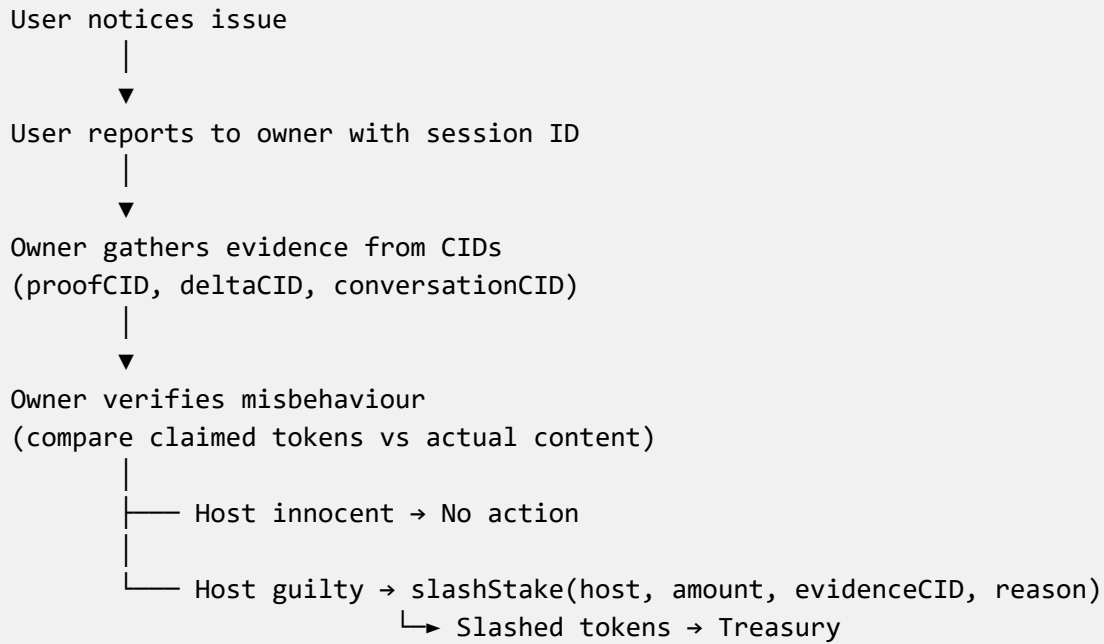 User notices issue
│
▼
User reports to owner with session ID
│
▼
Owner gathers evidence from CIDs
(proofCID, deltaCID, conversationCID)
│
▼
Owner verifies misbehaviour
(compare claimed tokens vs actual content)
│
├── Host innocent → No action
│
└── Host guilty → slashStake(host, amount, evidenceCID, reason)
└► Slashed tokens → Treasury